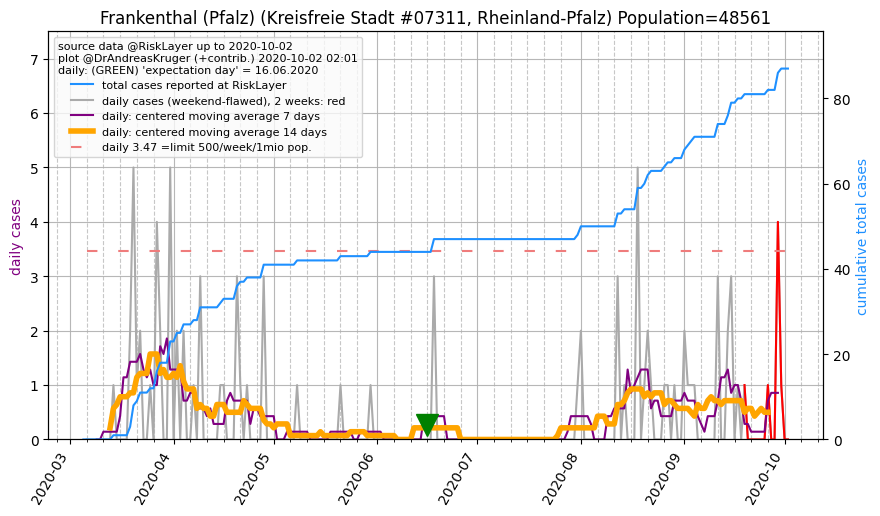 Frankenthal (Pfalz) (Kreisfreie Stadt #07311, Rheinland-Pfalz) Population=48561
source data @RiskLayer up to 2020-10-02
plot @DrAndreasKruger (+contrib.) 2020-10-02 02:01
daily: (GREEN) 'expectation day' = 16.06.2020
total cases reported at RiskLayer
daily cases (weekend-flawed), 2 weeks: red
daily: centered moving average 7 days
daily: centered moving average 14 days
daily 3.47 =limit 500/week/1mio pop.
daily cases
7
6
5
4
3
2
1
0
80
60
40
20
0
cumulative total cases
2020-03
2020-04
2020-05
2020-06
2020-07
2020-08
2020-09
2020-10